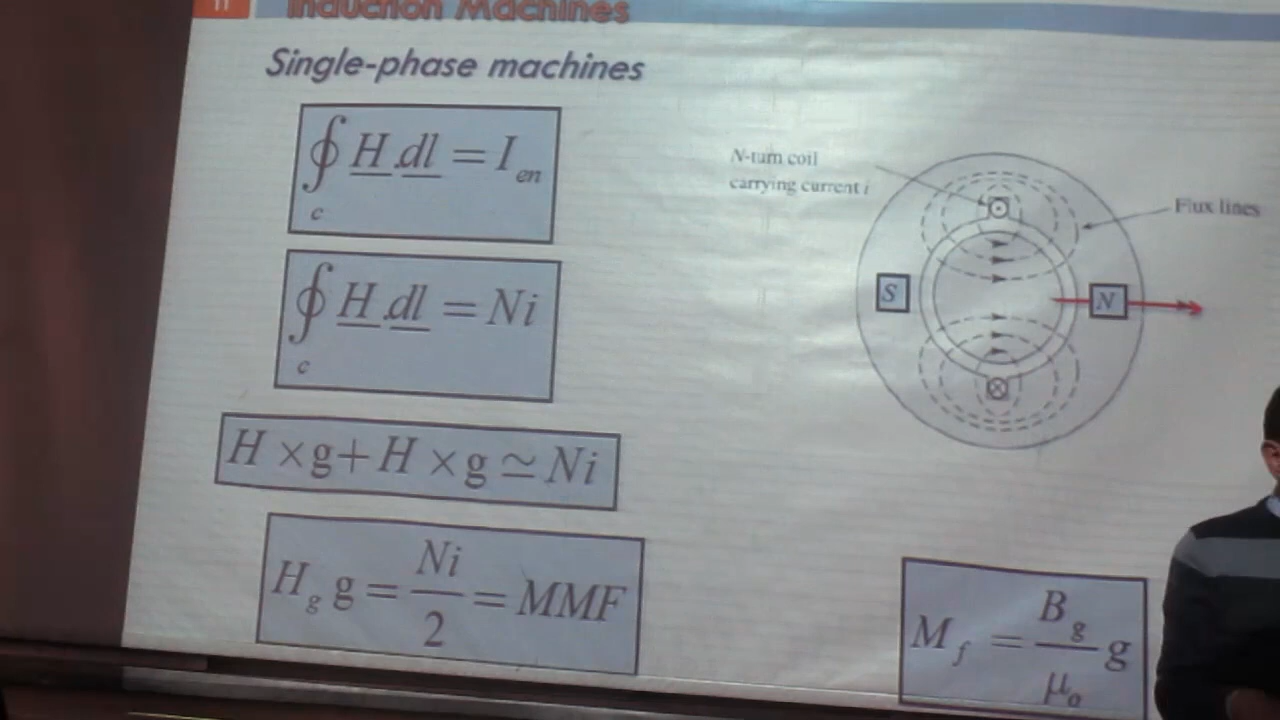 11
Induction Machines
Single-phase machines
∮ H.dl = I_en
c
∮ H.dl = Ni
c
H × g + H × g ≃ Ni
H_g g = Ni/2 = MMF
N-turn coil
carrying current i
Flux lines
S
N
M_f = B_g/μ_o g